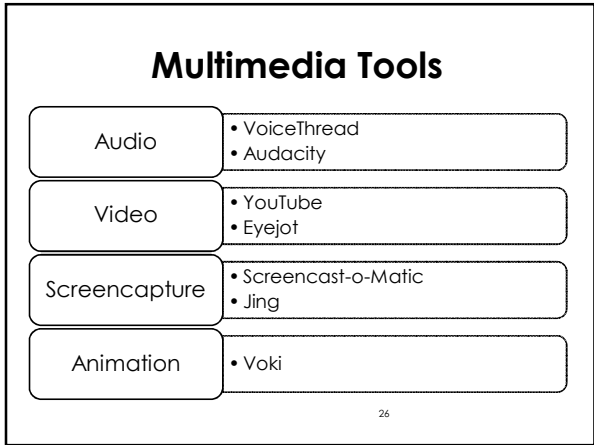 Multimedia Tools
Audio
• VoiceThread
• Audacity
Video
• YouTube
• Eyejot
Screencapture
• Screencast-o-Matic
• Jing
Animation
• Voki
26